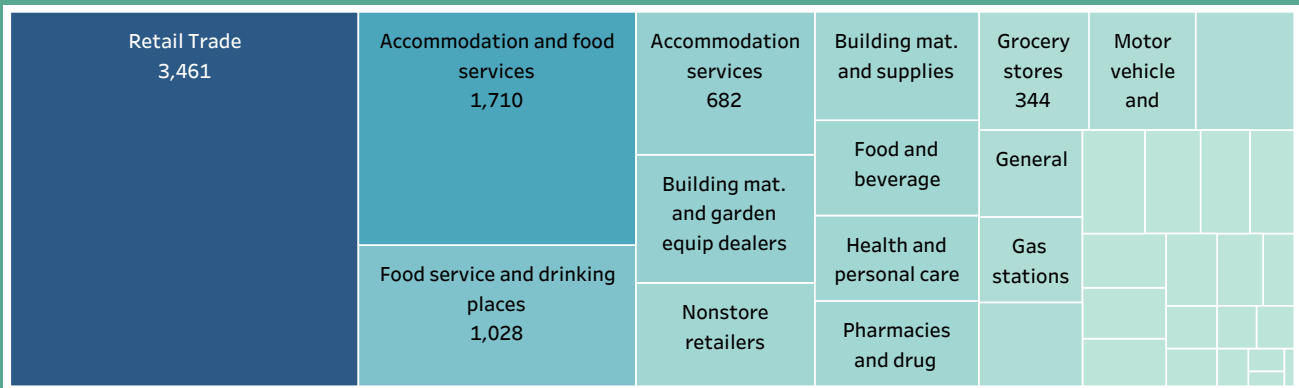 Retail Trade
3,461
Accommodation and food
services
1,710
Food service and drinking
places
1,028
Accommodation
services
682
Building mat.
and garden
equip dealers
Nonstore
retailers
Building mat.
and supplies
Food and
beverage
Health and
personal care
Pharmacies
and drug
Grocery
stores
344
Motor
vehicle
and
General
Gas
stations